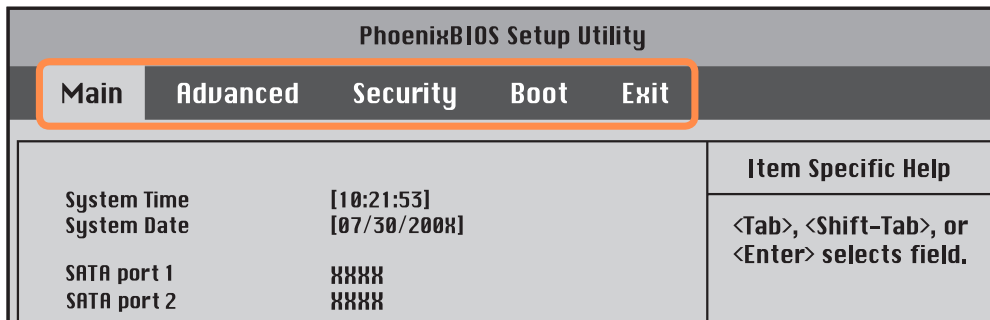 PhoenixBIOS Setup Utility
Main Advanced Security Boot Exit
System Time [10:21:53]
System Date [07/30/200X]
SATA port 1 XXXX
SATA port 2 XXXX
Item Specific Help
<Tab>, <Shift-Tab>, or
<Enter> selects field.